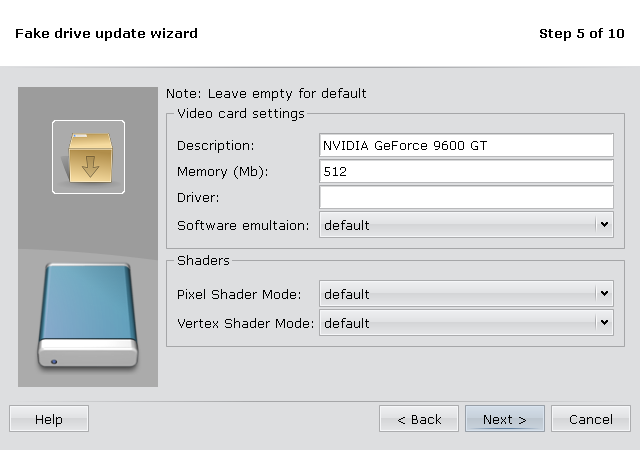 Fake drive update wizard
Step 5 of 10
Note: Leave empty for default
Video card settings
Description: NVIDIA GeForce 9600 GT
Memory (Mb): 512
Driver:
Software emultaion: default
Shaders
Pixel Shader Mode: default
Vertex Shader Mode: default
Help < Back Next > Cancel